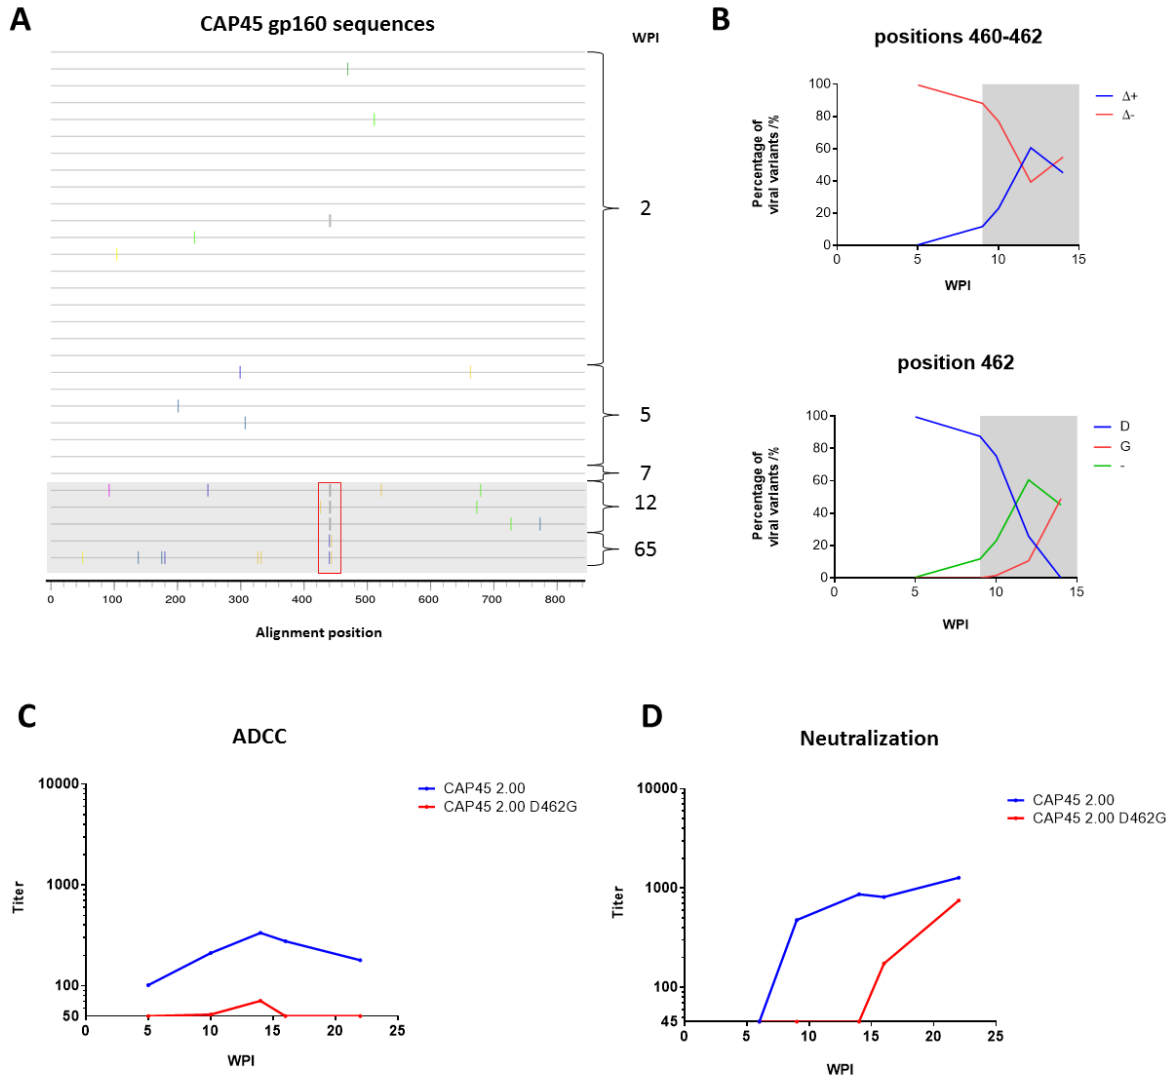 A
CAP45 gp160 sequences
WPI
2
5
7
12
65
0 100 200 300 400 500 600 700 800
Alignment position
B
positions 460-462
Percentage of
viral variants /%
100
80
60
40
20
0
0 5 10 15
WPI
Δ+
Δ-
position 462
Percentage of
viral variants /%
100
80
60
40
20
0
0 5 10 15
WPI
D
G
-
C
ADCC
Titer
10000
1000
100
50
0 5 10 15 20 25
WPI
CAP45 2.00
CAP45 2.00 D462G
D
Neutralization
Titer
10000
1000
100
45
0 5 10 15 20 25
WPI
CAP45 2.00
CAP45 2.00 D462G